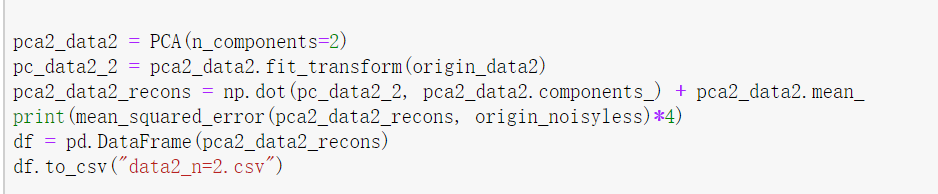 pca2_data2 = PCA(n_components=2)
pc_data2_2 = pca2_data2.fit_transform(origin_data2)
pca2_data2_recons = np.dot(pc_data2_2, pca2_data2.components_) + pca2_data2.mean_
print(mean_squared_error(pca2_data2_recons, origin_noisyless)*4)
df = pd.DataFrame(pca2_data2_recons)
df.to_csv("data2_n=2.csv")